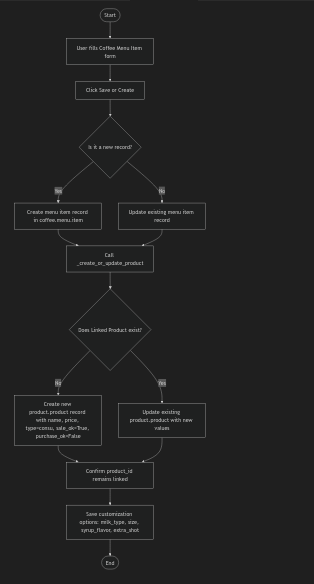 Start
User fills Coffee Menu Item
form
Click Save or Create
Is it a new record?
Yes
No
Create menu item record
in coffee.menu.item
Update existing menu item
record
Call
_create_or_update_product
Does Linked Product exist?
No
Yes
Create new
product.product record
with name, price,
type=consu, sale_ok=True,
purchase_ok=False
Update existing
product.product with new
values
Confirm product_id
remains linked
Save customization
options: milk_type, size,
syrup_flavor, extra_shot
End